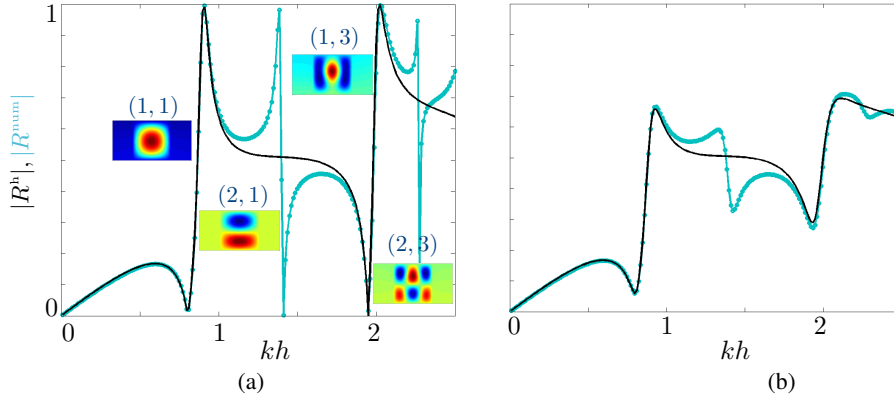 1
(1, 3)
(1, 1)
|R^h|, |R^num|
(2, 1)
(2, 3)
0
0 1 2
kh
(a)
0 1 2
kh
(b)